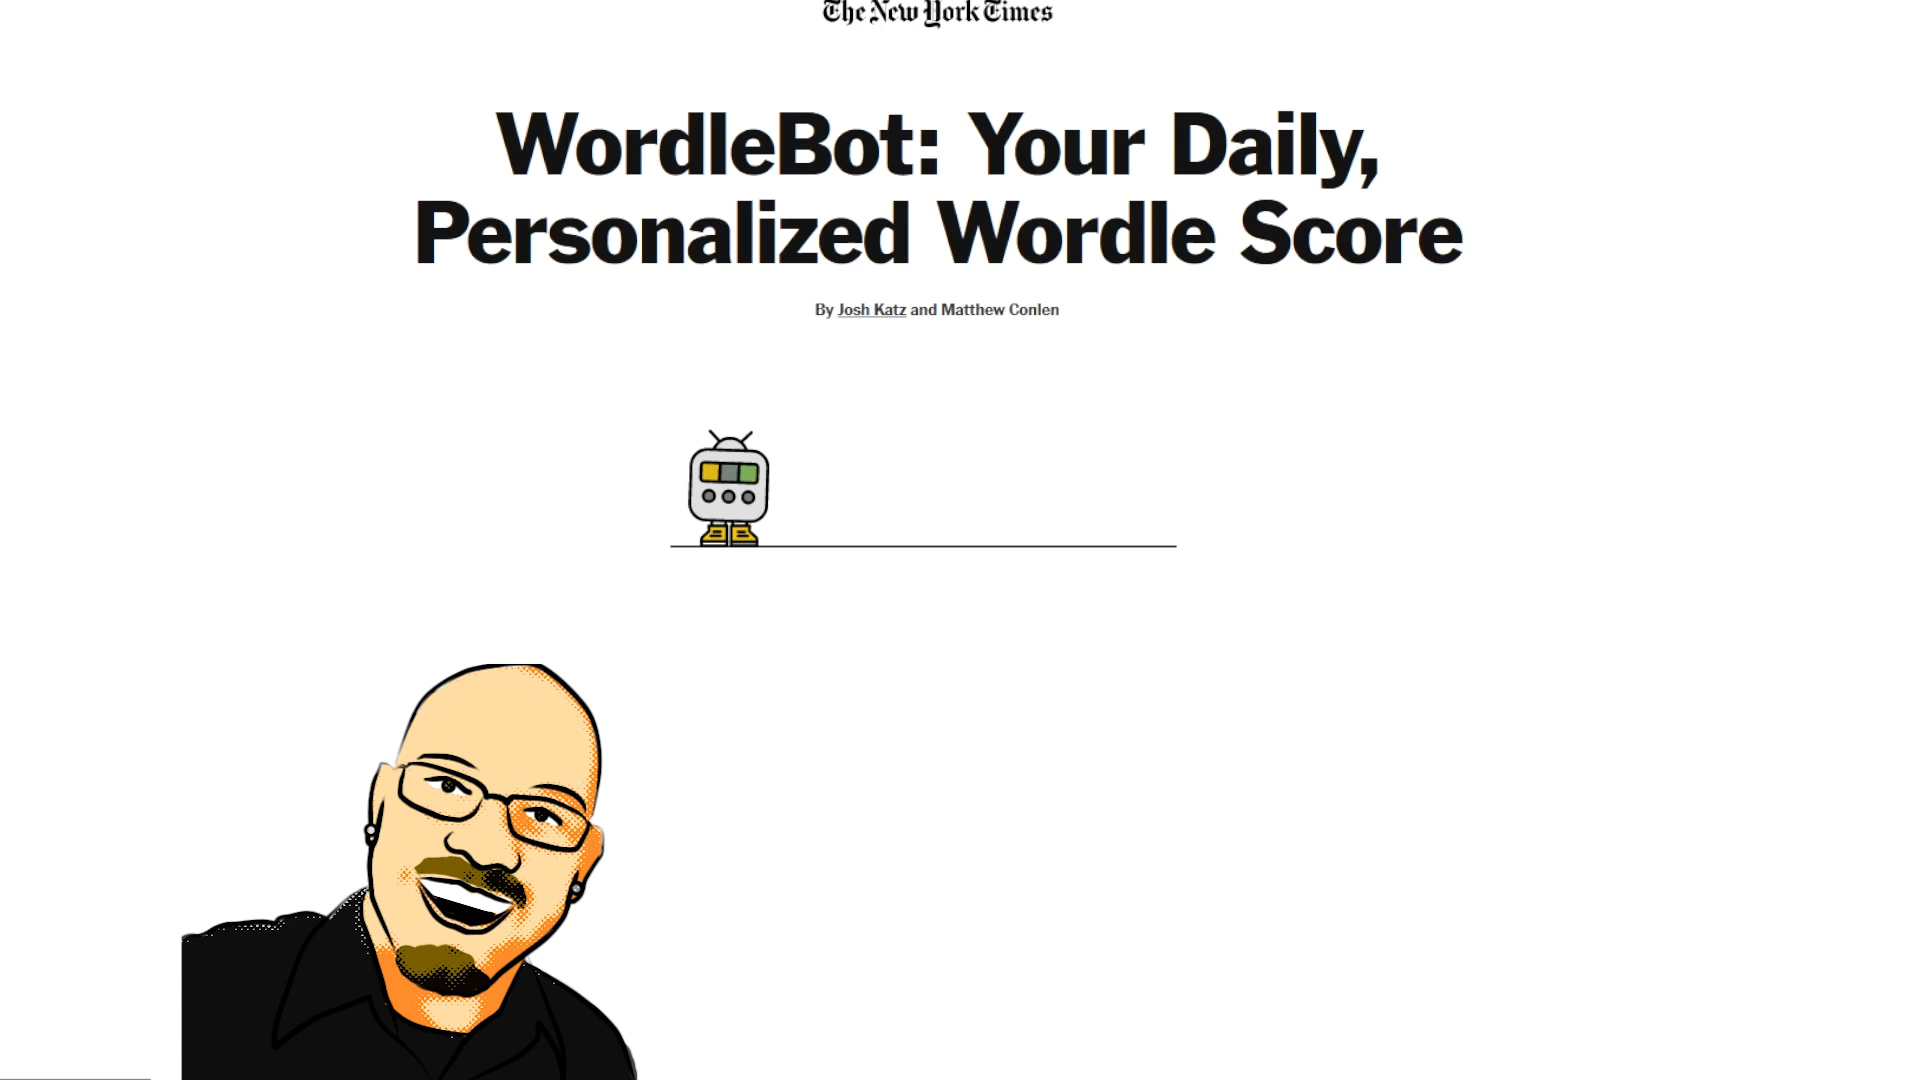 The New York Times
WordleBot: Your Daily,
Personalized Wordle Score
By Josh Katz and Matthew Conlen